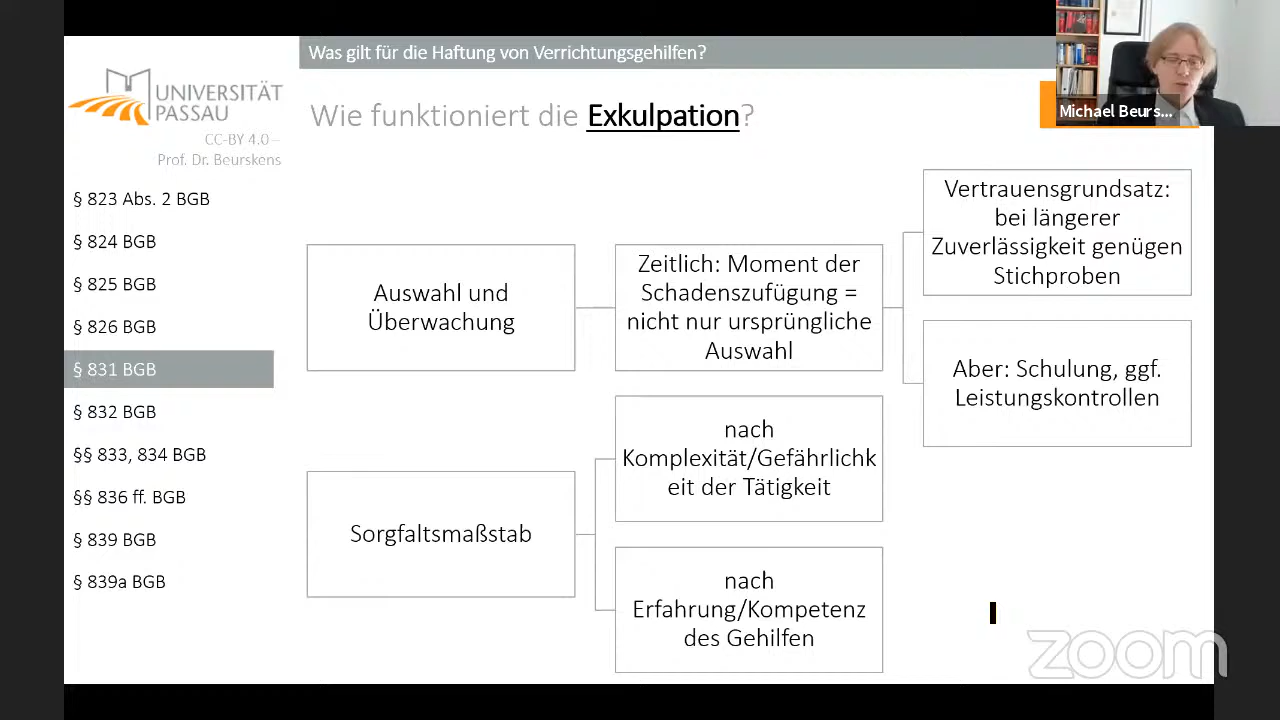 Was gilt für die Haftung von Verrichtungsgehilfen?
UNIVERSITÄT
PASSAU
CC-BY 4.0 –
Prof. Dr. Beurskens
Wie funktioniert die Exkulpation?
Michael Beurs...
§ 823 Abs. 2 BGB
§ 824 BGB
§ 825 BGB
§ 826 BGB
§ 831 BGB
§ 832 BGB
§§ 833, 834 BGB
§§ 836 ff. BGB
§ 839 BGB
§ 839a BGB
Auswahl und
Überwachung
Zeitlich: Moment der
Schadenszufügung =
nicht nur ursprüngliche
Auswahl
Vertrauensgrundsatz:
bei längerer
Zuverlässigkeit genügen
Stichproben
Aber: Schulung, ggf.
Leistungskontrollen
Sorgfaltsmaßstab
nach
Komplexität/Gefährlichk
eit der Tätigkeit
nach
Erfahrung/Kompetenz
des Gehilfen
zoom